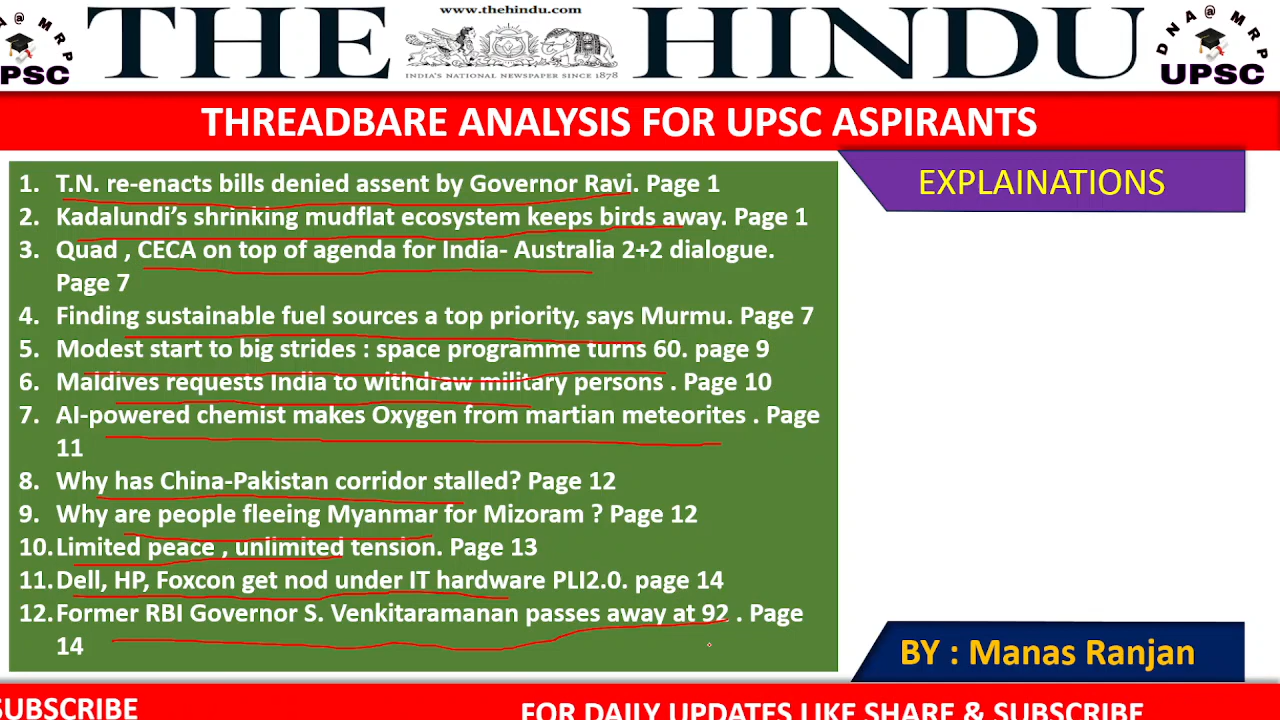 www.thehindu.com
THE HINDU
INDIA'S NATIONAL NEWSPAPER SINCE 1878
DNA@MRP
UPSC
THREADBARE ANALYSIS FOR UPSC ASPIRANTS
EXPLAINATIONS
1. T.N. re-enacts bills denied assent by Governor Ravi. Page 1
2. Kadalundi's shrinking mudflat ecosystem keeps birds away. Page 1
3. Quad , CECA on top of agenda for India- Australia 2+2 dialogue.
Page 7
4. Finding sustainable fuel sources a top priority, says Murmu. Page 7
5. Modest start to big strides : space programme turns 60. page 9
6. Maldives requests India to withdraw military persons . Page 10
7. AI-powered chemist makes Oxygen from martian meteorites . Page
11
8. Why has China-Pakistan corridor stalled? Page 12
9. Why are people fleeing Myanmar for Mizoram ? Page 12
10. Limited peace , unlimited tension. Page 13
11. Dell, HP, Foxcon get nod under IT hardware PLI2.0. page 14
12. Former RBI Governor S. Venkitaramanan passes away at 92 . Page
14
BY : Manas Ranjan
SUBSCRIBE
FOR DAILY UPDATES LIKE SHARE & SUBSCRIBE